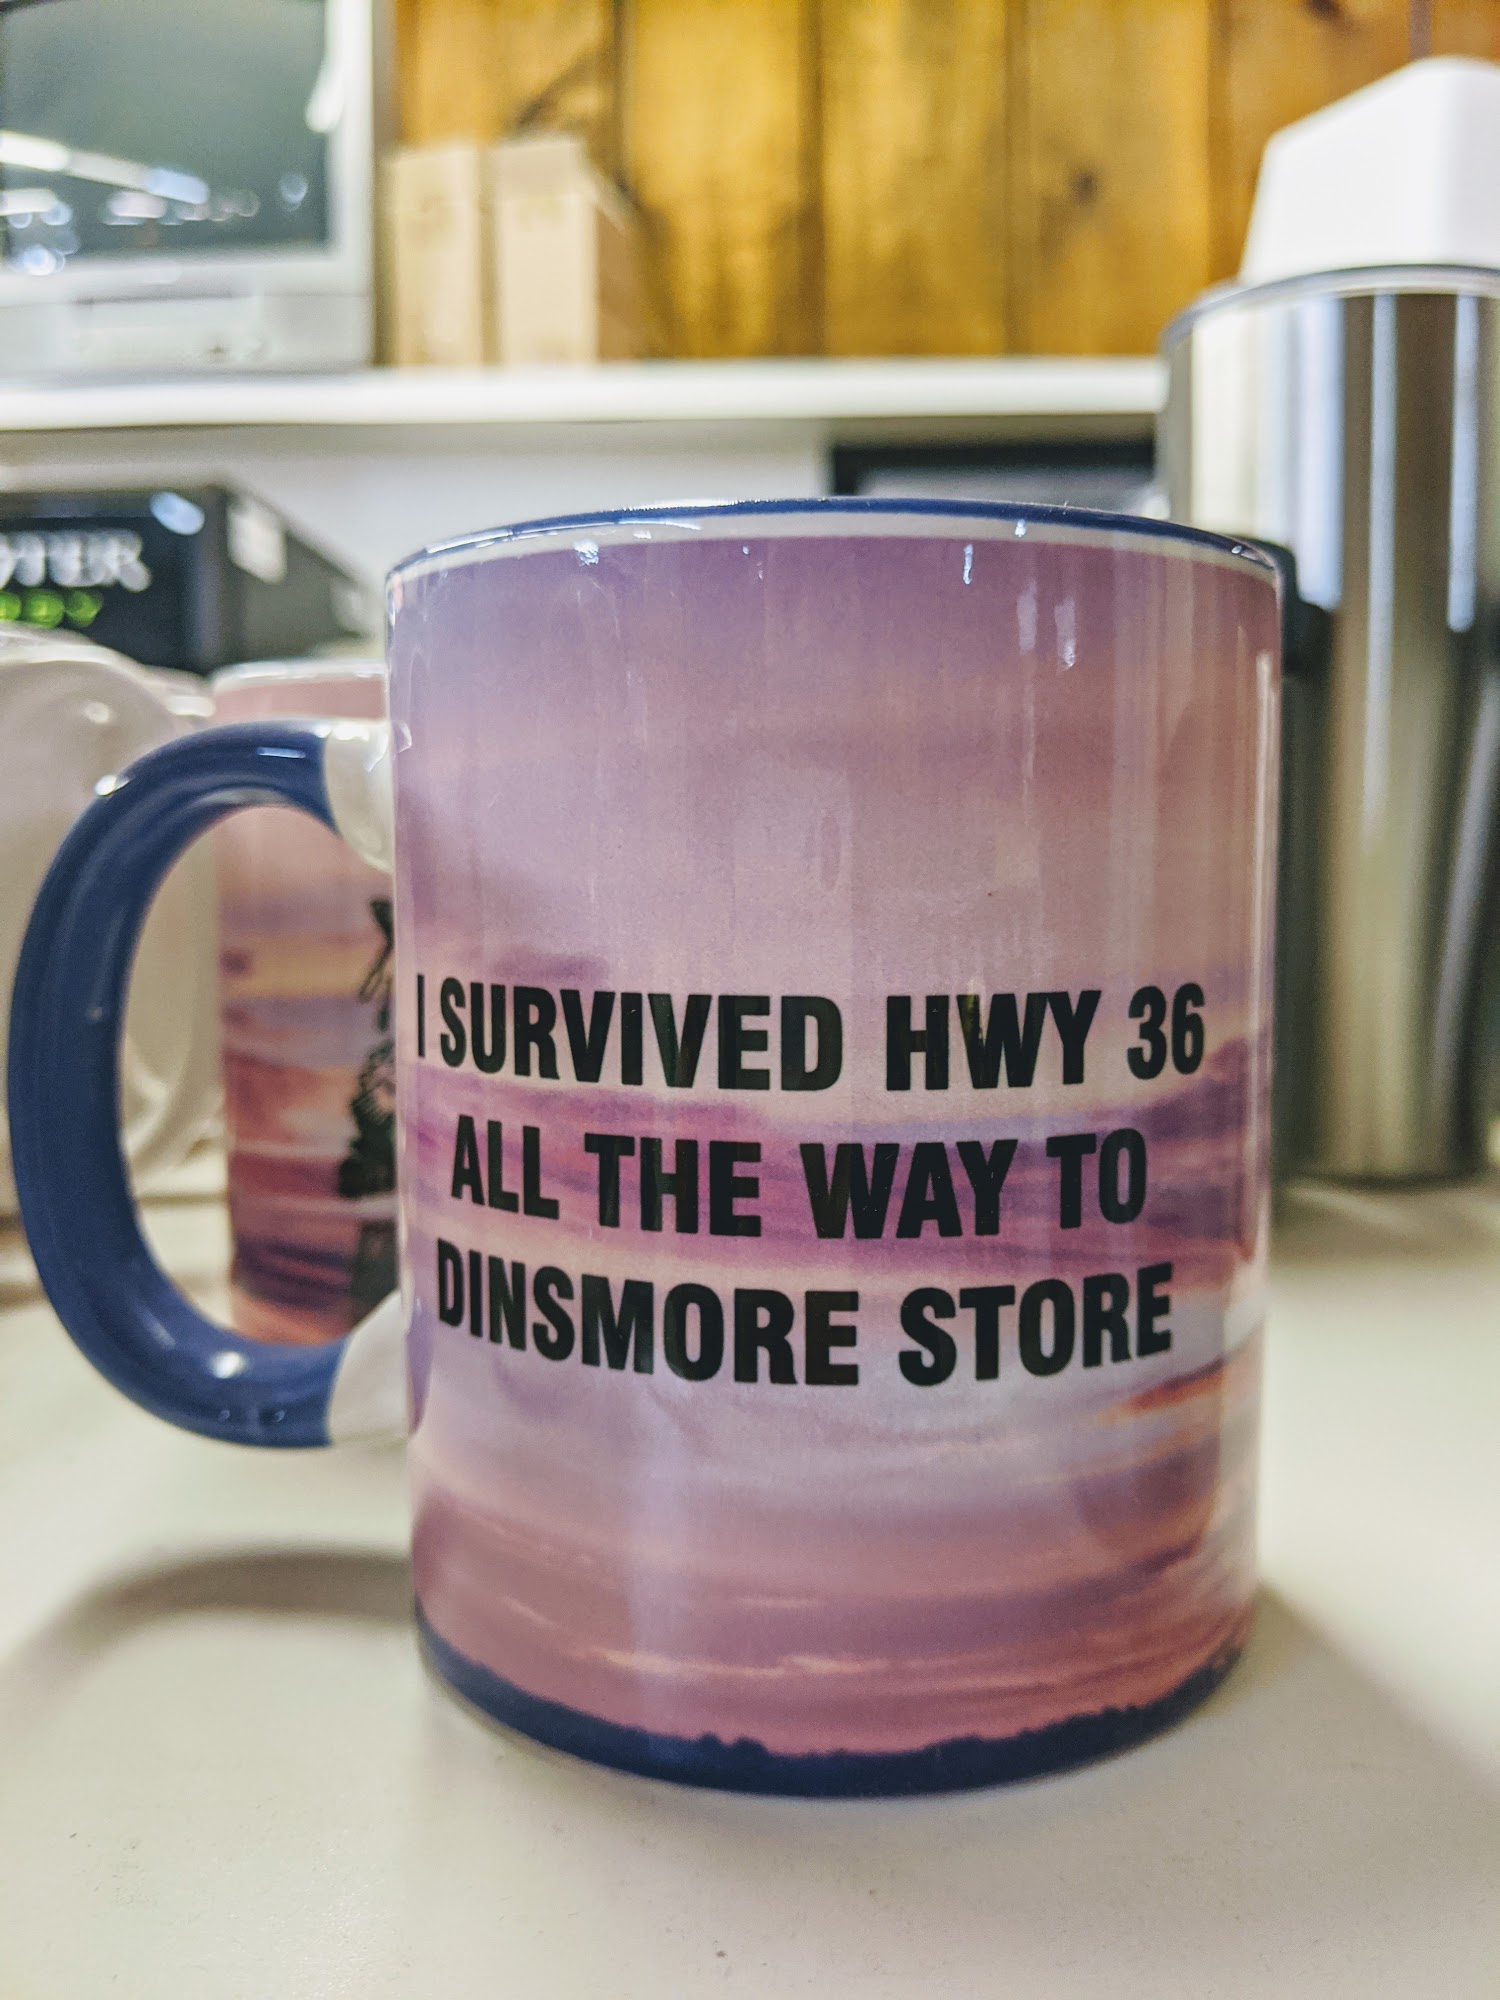 I SURVIVED HWY 36
ALL THE WAY TO
DINSMORE STORE